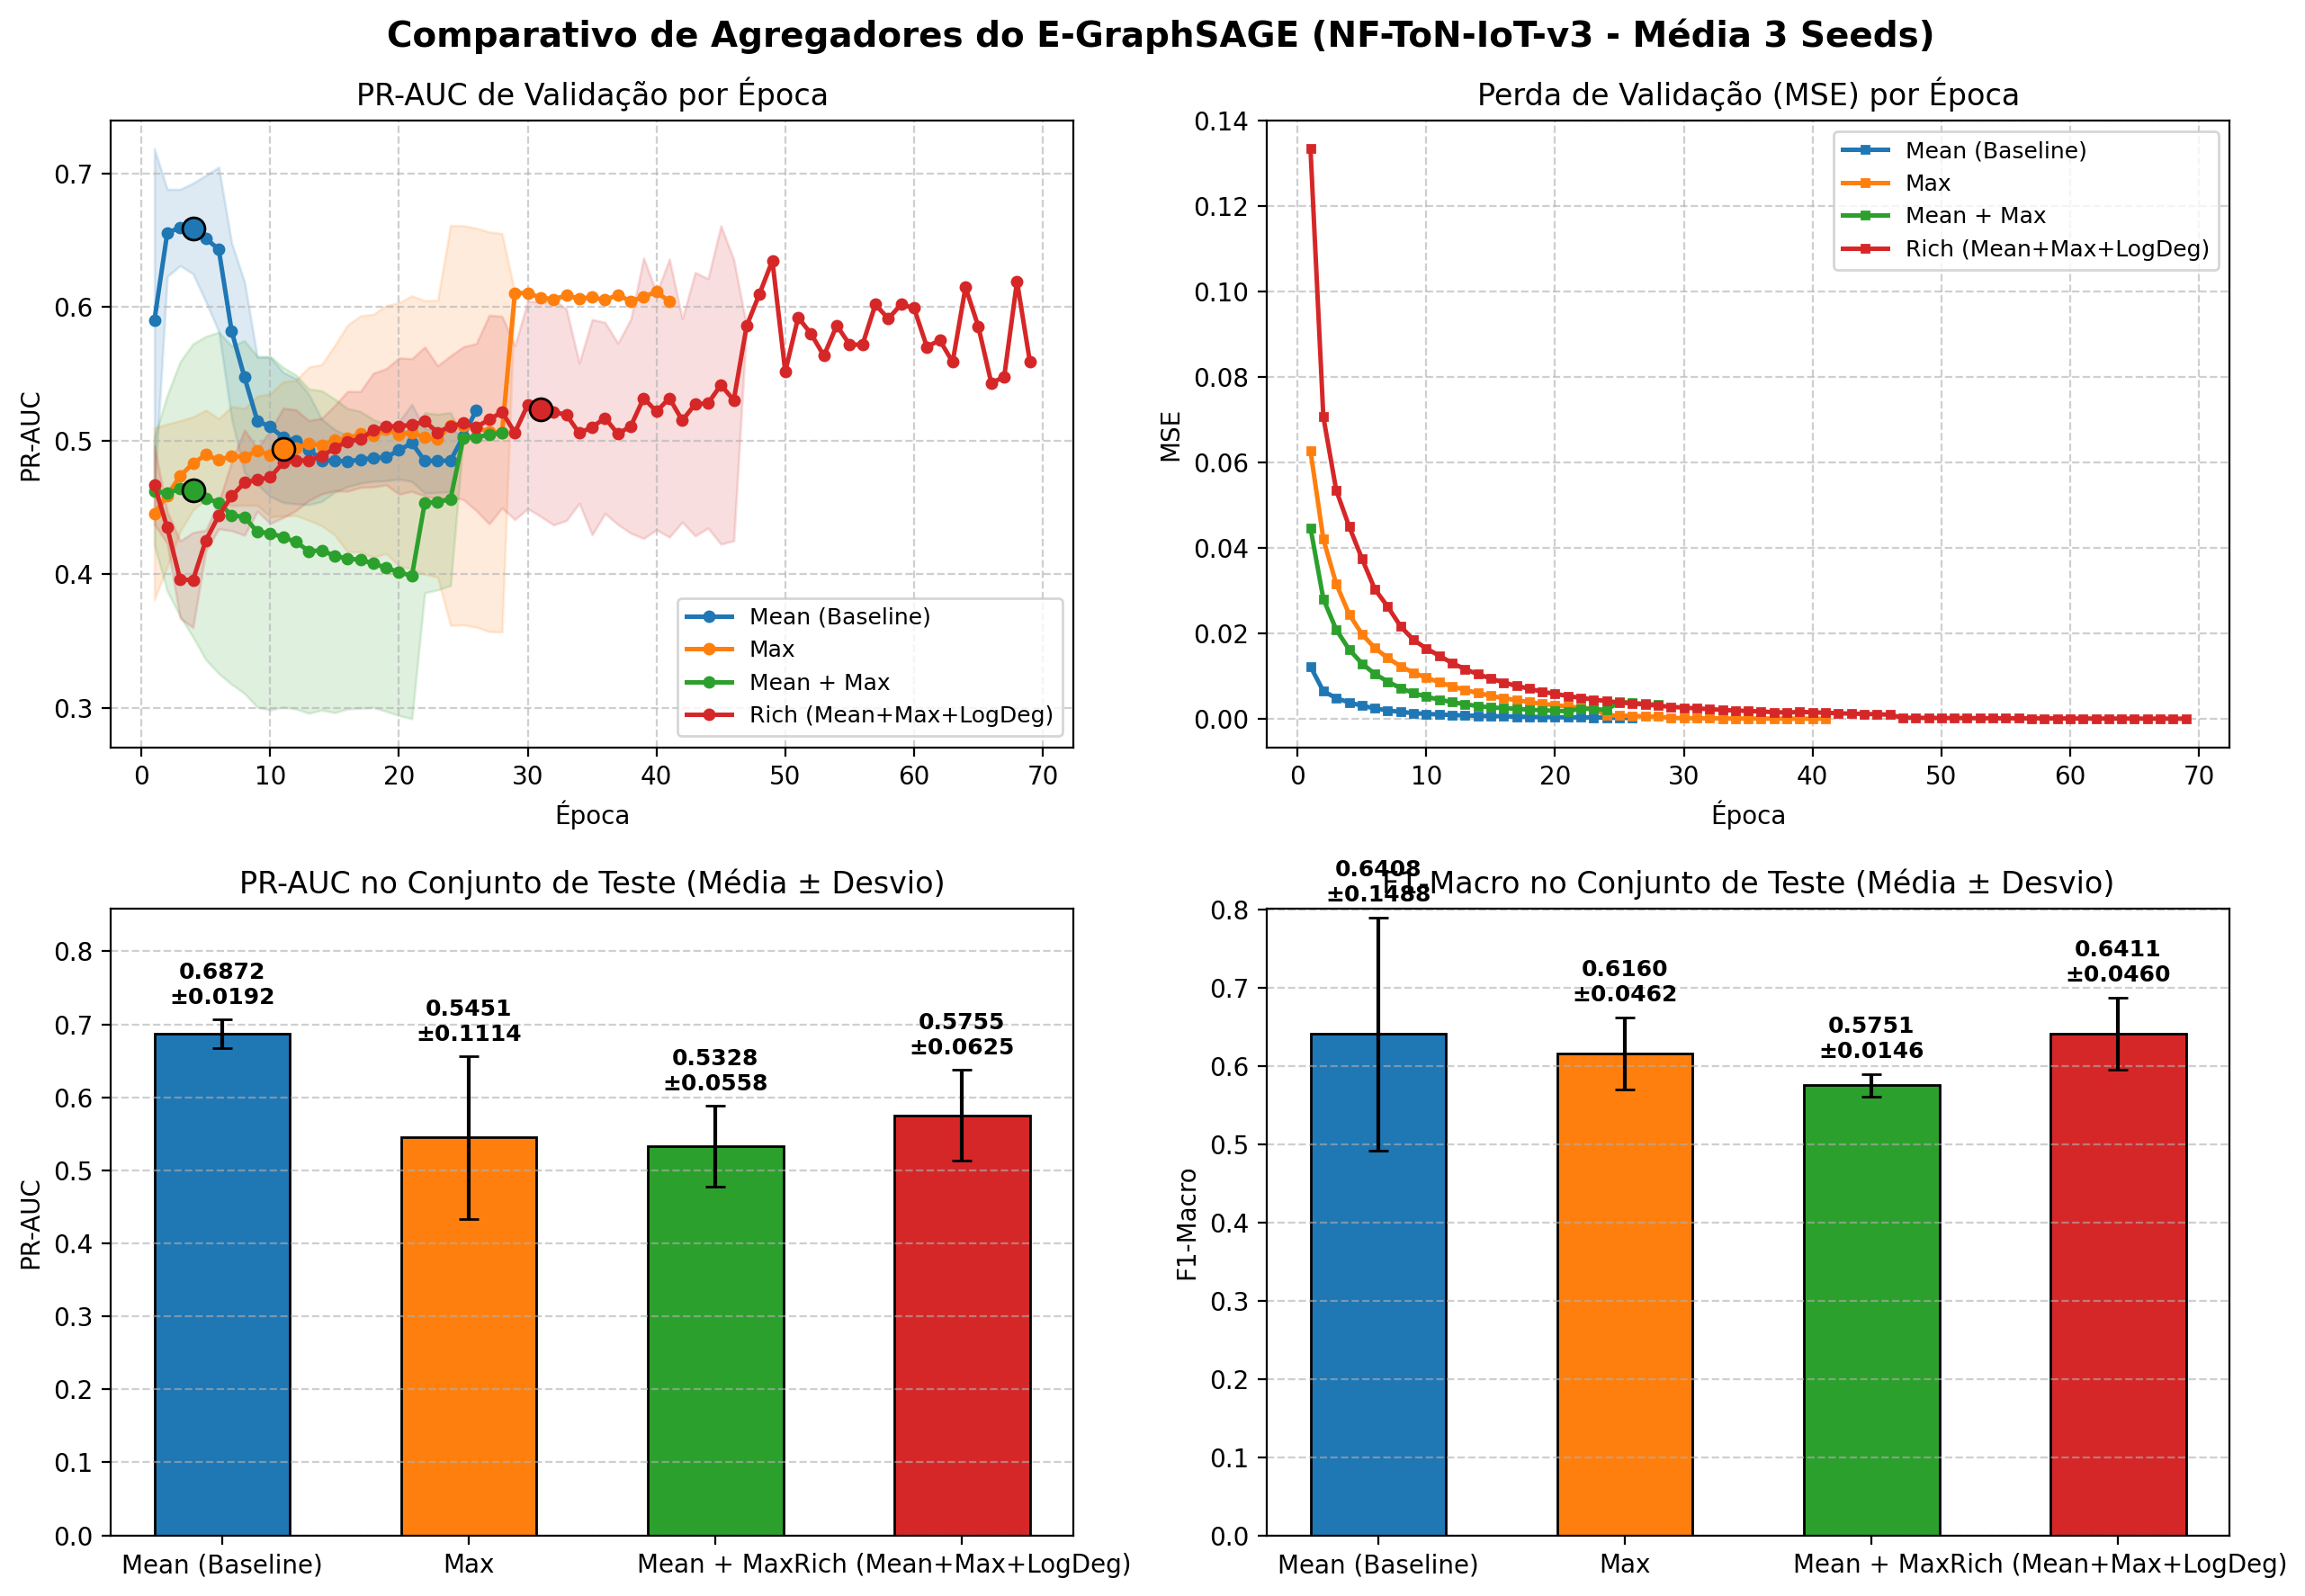 Comparativo de Agregadores do E-GraphSAGE (NF-ToN-IoT-v3 - Média 3 Seeds)
PR-AUC de Validação por Época
0.7
0.6
0.5
0.4
0.3
PR-AUC
0 10 20 30 40 50 60 70
Época
Mean (Baseline)
Max
Mean + Max
Rich (Mean+Max+LogDeg)
Perda de Validação (MSE) por Época
0.14
0.12
0.10
0.08
0.06
0.04
0.02
0.00
MSE
0 10 20 30 40 50 60 70
Época
Mean (Baseline)
Max
Mean + Max
Rich (Mean+Max+LogDeg)
PR-AUC no Conjunto de Teste (Média ± Desvio)
0.8
0.7
0.6
0.5
0.4
0.3
0.2
0.1
0.0
PR-AUC
0.6872
±0.0192
0.5451
±0.1114
0.5328
±0.0558
0.5755
±0.0625
Mean (Baseline)
Max
Mean + Max
Rich (Mean+Max+LogDeg)
F1-Macro no Conjunto de Teste (Média ± Desvio)
0.8
0.7
0.6
0.5
0.4
0.3
0.2
0.1
0.0
F1-Macro
0.6408
±0.1488
0.6160
±0.0462
0.5751
±0.0146
0.6411
±0.0460
Mean (Baseline)
Max
Mean + Max
Rich (Mean+Max+LogDeg)